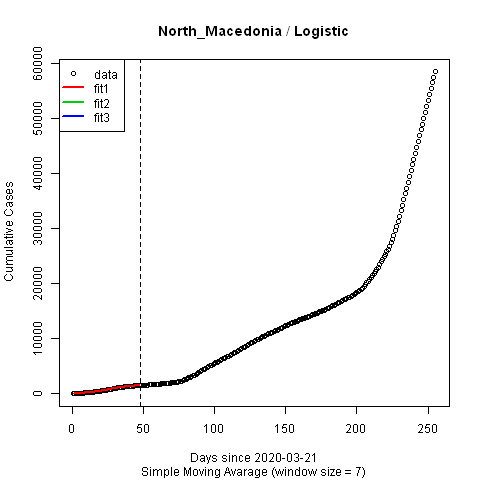 North_Macedonia / Logistic
data
fit1
fit2
fit3
Cumulative Cases
60000
50000
40000
30000
20000
10000
0
0 50 100 150 200 250
Days since 2020-03-21
Simple Moving Avarage (window size = 7)